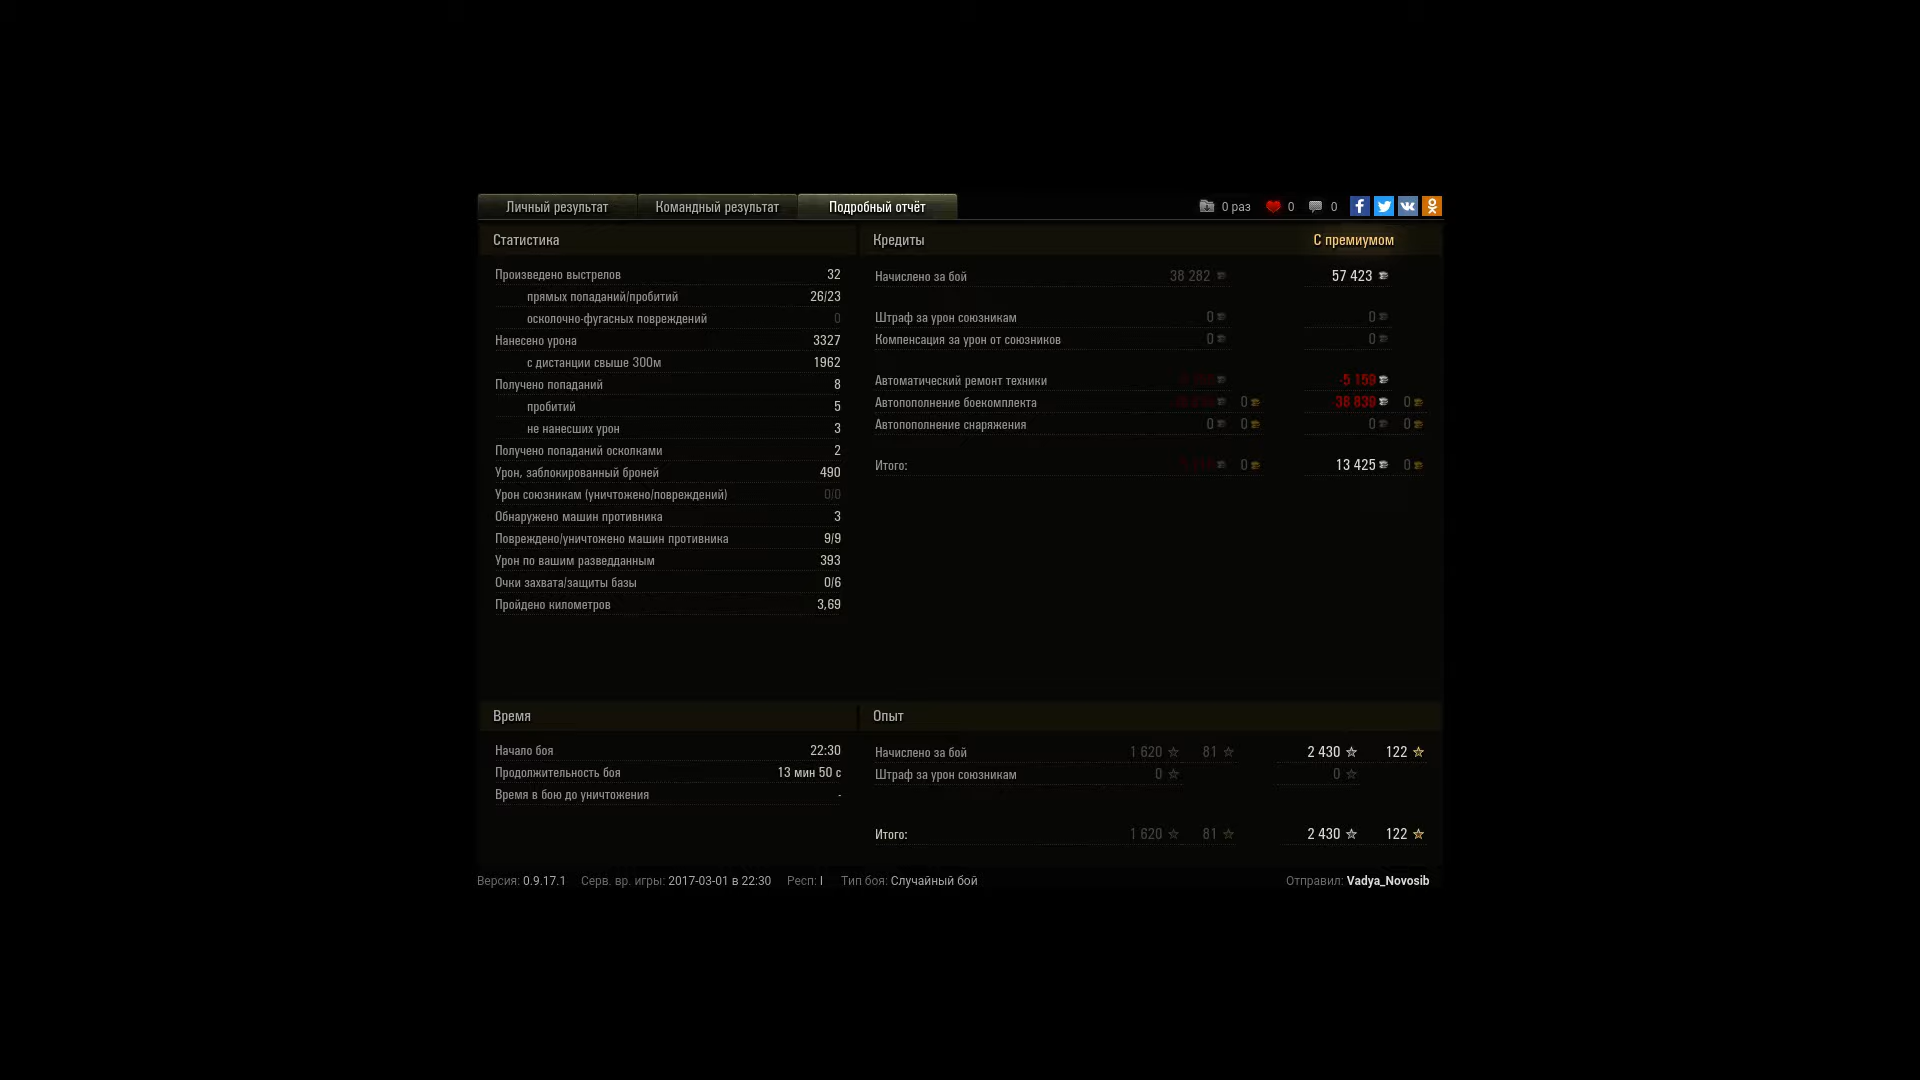 Личный результат Командный результат Подробный отчёт 0 раз 0 0
Статистика
Произведено выстрелов 32
прямых попаданий/пробитий 26/23
осколочно-фугасных повреждений 0
Нанесено урона 3327
с дистанции свыше 300м 1962
Получено попаданий 8
пробитий 5
не нанесших урон 3
Получено попаданий осколками 2
Урон, заблокированный броней 490
Урон союзникам (уничтожено/повреждений) 0/0
Обнаружено машин противника 3
Повреждено/уничтожено машин противника 9/9
Урон по вашим разведданным 393
Очки захвата/защиты базы 0/6
Пройдено километров 3,69
Кредиты С премиумом
Начислено за бой 38 282 57 423
Штраф за урон союзникам 0 0
Компенсация за урон от союзников 0 0
Автоматический ремонт техники -5 159
Автопополнение боекомплекта 0 -38 839 0
Автопополнение снаряжения 0 0 0 0
Итого: 0 13 425 0
Время
Начало боя 22:30
Продолжительность боя 13 мин 50 с
Время в бою до уничтожения -
Опыт
Начислено за бой 1 620 81 2 430 122
Штраф за урон союзникам 0 0
Итого: 1 620 81 2 430 122
Версия: 0.9.17.1 Серв. вр. игры: 2017-03-01 в 22:30 Респ: I Тип боя: Случайный бой Отправил: Vadya_Novosib